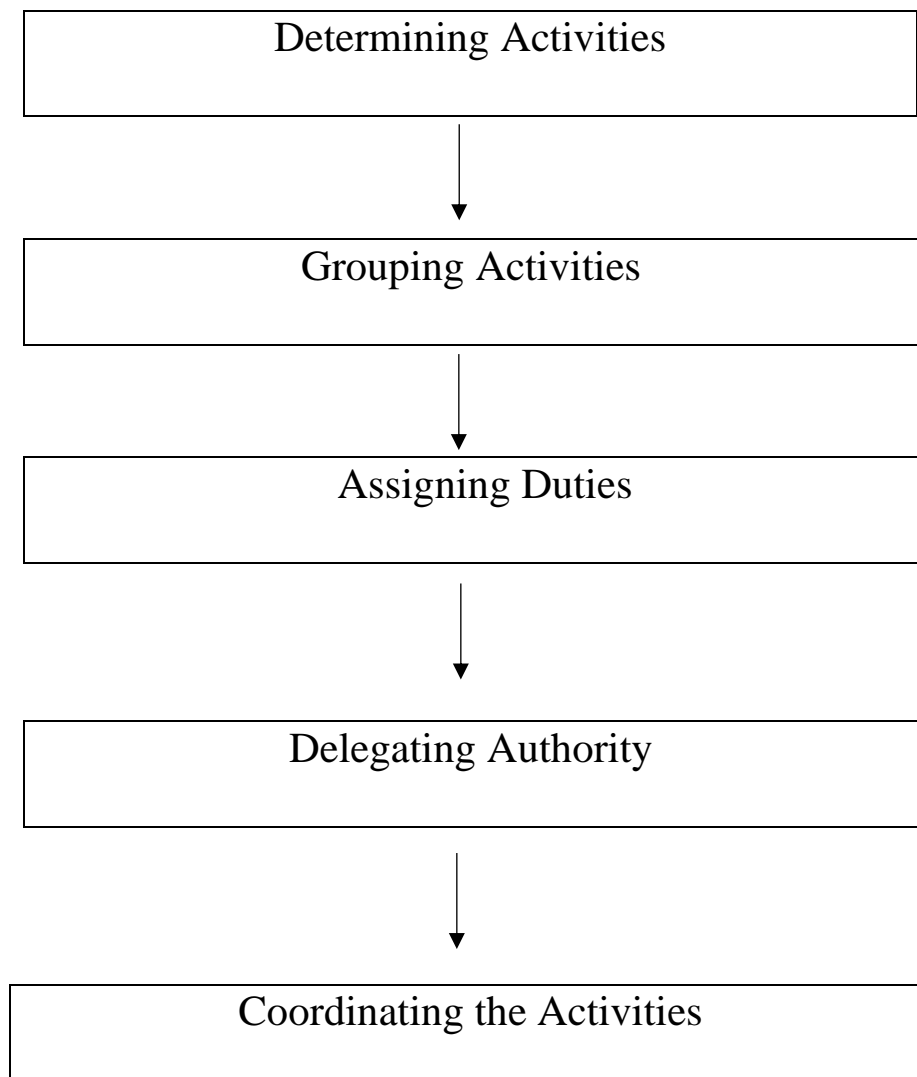 Determining Activities
Grouping Activities
Assigning Duties
Delegating Authority
Coordinating the Activities